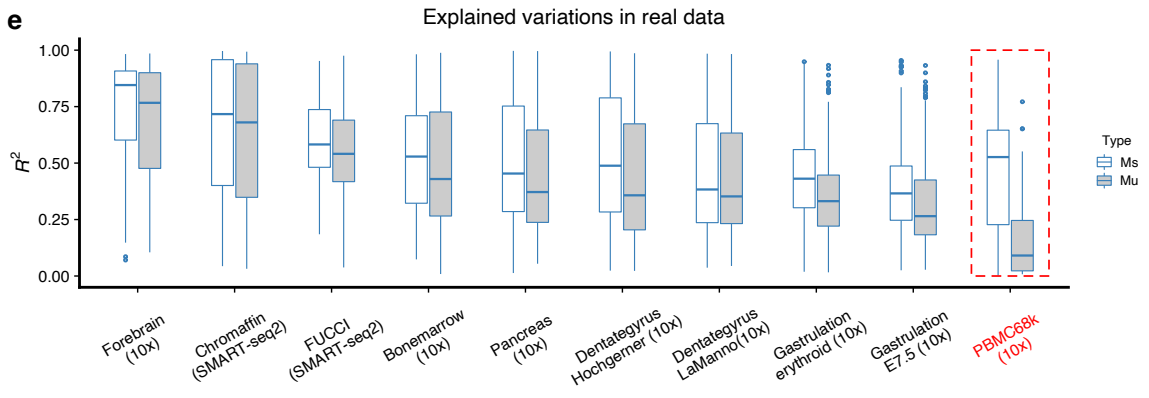 e
Explained variations in real data
R²
1.00
0.75
0.50
0.25
0.00
Forebrain
(10x)
Chromaffin
(SMART-seq2)
FUCCI
(SMART-seq2)
Bonemarrow
(10x)
Pancreas
(10x)
Dentategyrus
Hochgerner (10x)
Dentategyrus
LaManno(10x)
Gastrulation
erythroid (10x)
Gastrulation
E7.5 (10x)
PBMC68k
(10x)
Type
Ms
Mu